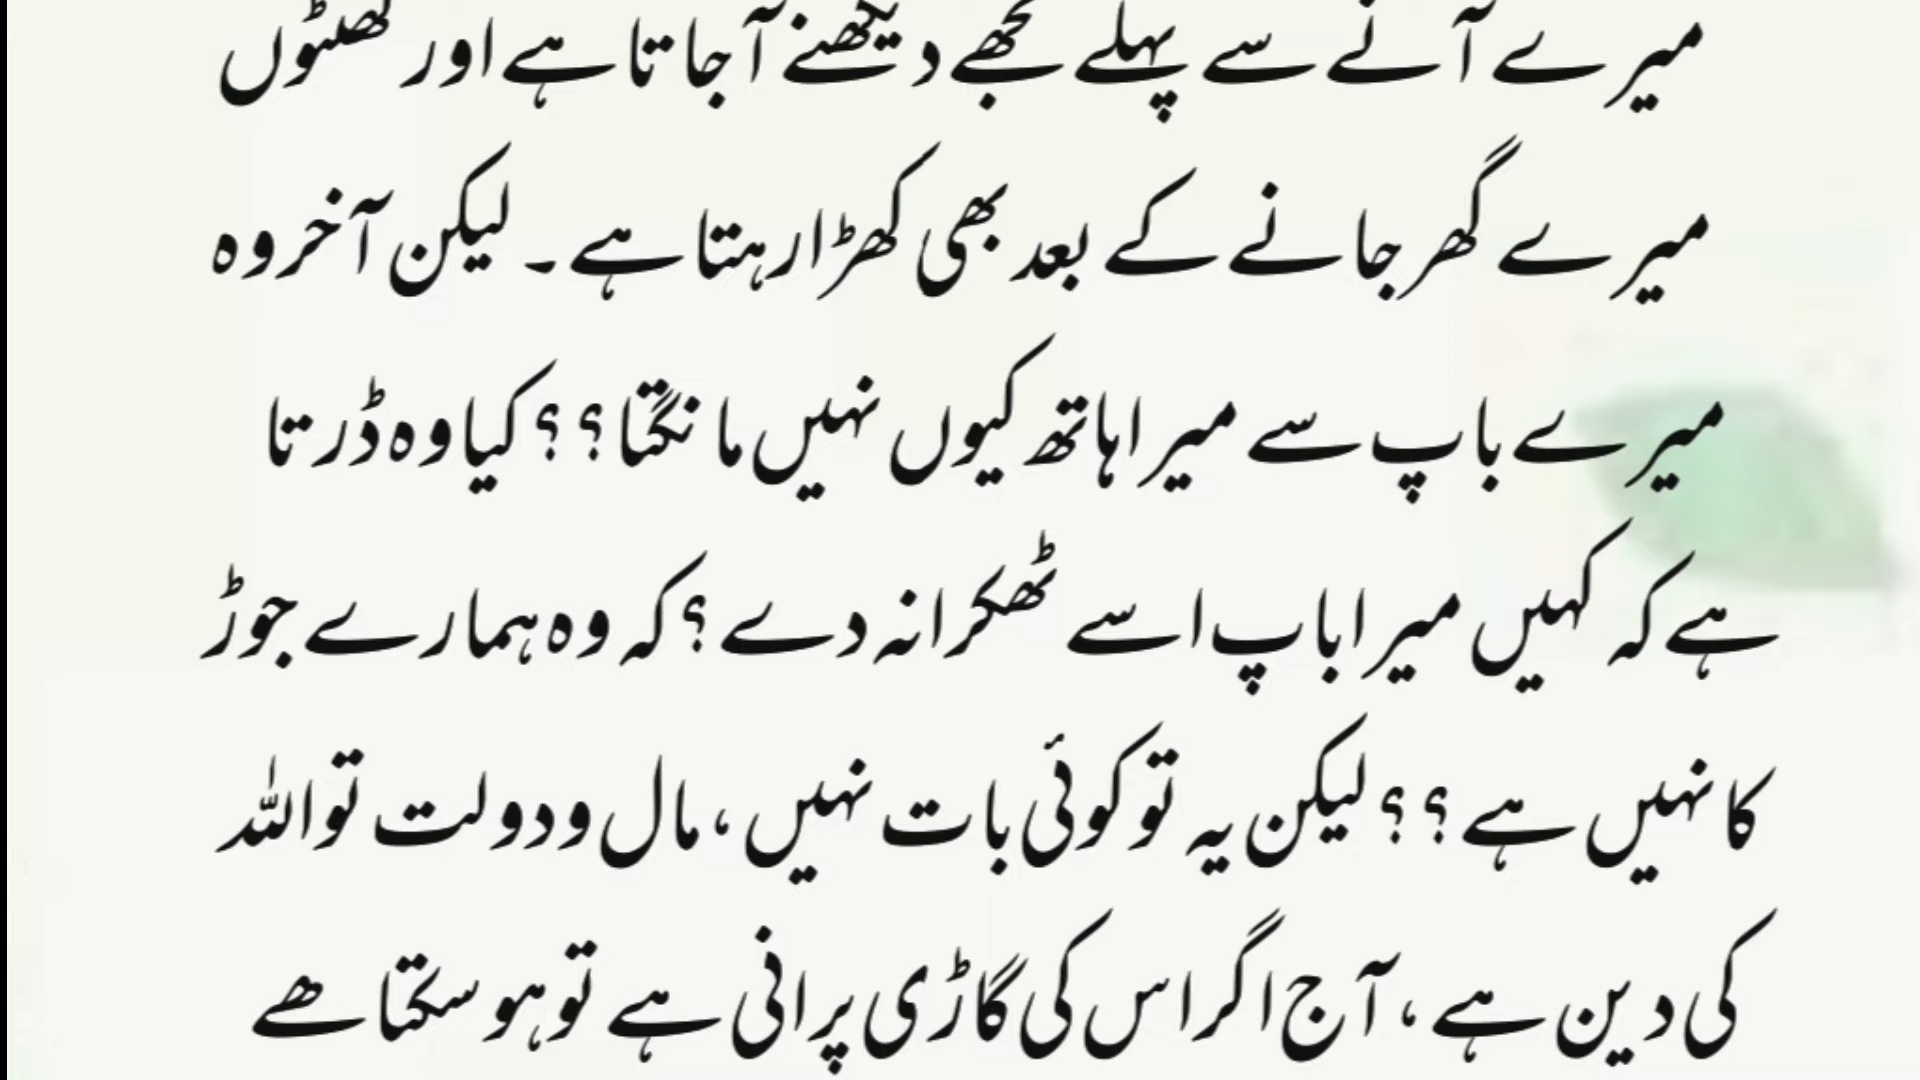 میرے آنے سے پہلے مجھے دیکھنے آجاتا ہے اور گھنٹوں
میرے گھر جانے کے بعد بھی کھڑا رہتا ہے۔ لیکن آخر وہ
میرے باپ سے میرا ہاتھ کیوں نہیں مانگتا؟؟ کیا وہ ڈرتا
ہے کہ کہیں میرا باپ اسے ٹھکرا نہ دے؟ کہ وہ ہمارے جوڑ
کا نہیں ہے؟؟ لیکن یہ تو کوئی بات نہیں، مال و دولت تو اللہ
کی دین ہے، آج اگر اس کی گاڑی پرانی ہے تو ہو سکتا ھے